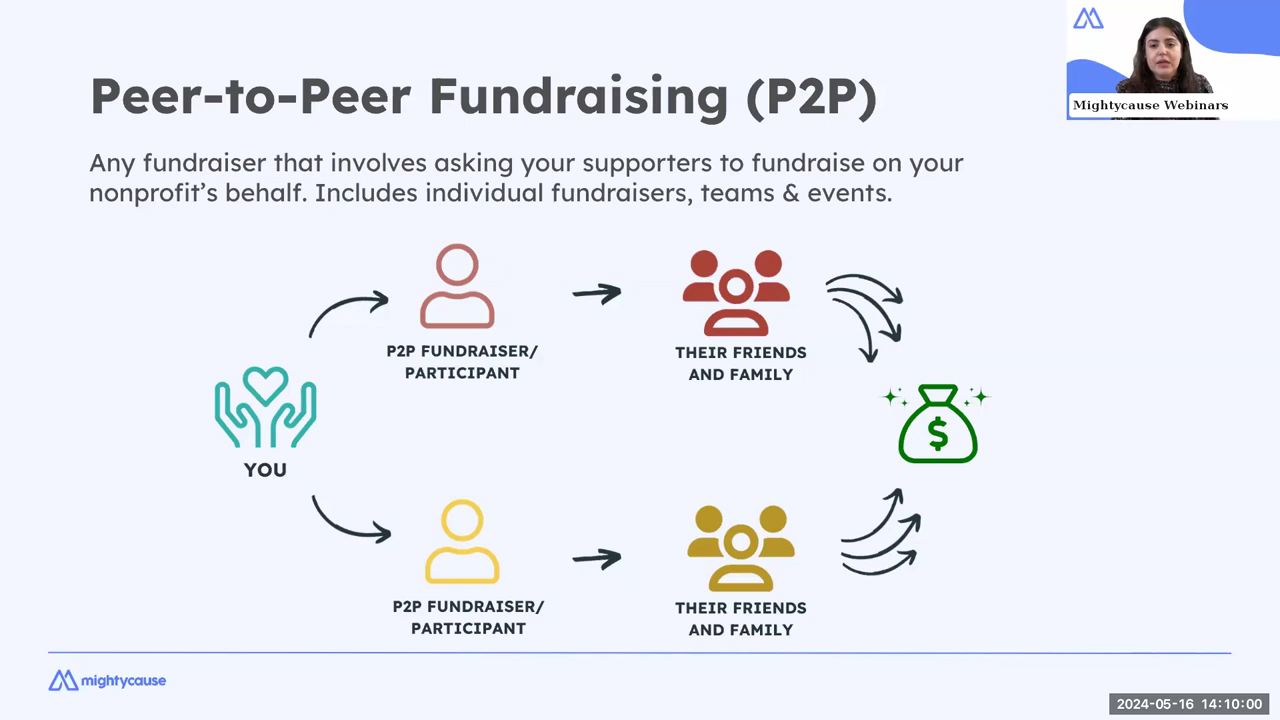 Peer-to-Peer Fundraising (P2P)
Mightycause Webinars
Any fundraiser that involves asking your supporters to fundraise on your
nonprofit’s behalf. Includes individual fundraisers, teams & events.
P2P FUNDRAISER/
PARTICIPANT
THEIR FRIENDS
AND FAMILY
$
YOU
P2P FUNDRAISER/
PARTICIPANT
THEIR FRIENDS
AND FAMILY
mightycause
2024-05-16 14:10:00